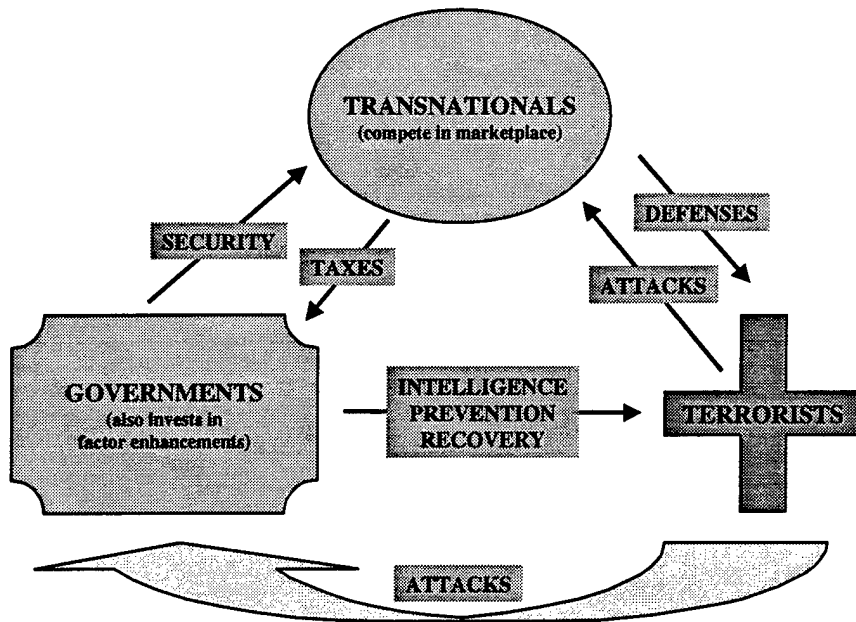 TRANSNATIONALS
(compete in marketplace)
SECURITY
TAXES
DEFENSES
ATTACKS
GOVERNMENTS
(also invests in
factor enhancements)
INTELLIGENCE
PREVENTION
RECOVERY
TERRORISTS
ATTACKS